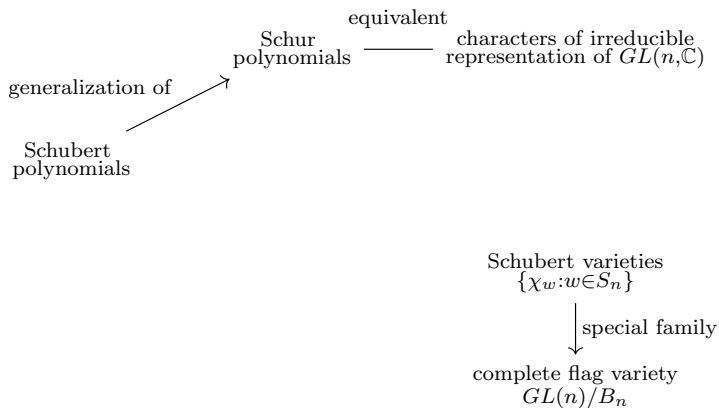 equivalent
Schur
polynomials
characters of irreducible
representation of GL(n,ℂ)
generalization of
Schubert
polynomials
Schubert varieties
{χ_w:w∈S_n}
special family
complete flag variety
GL(n)/B_n